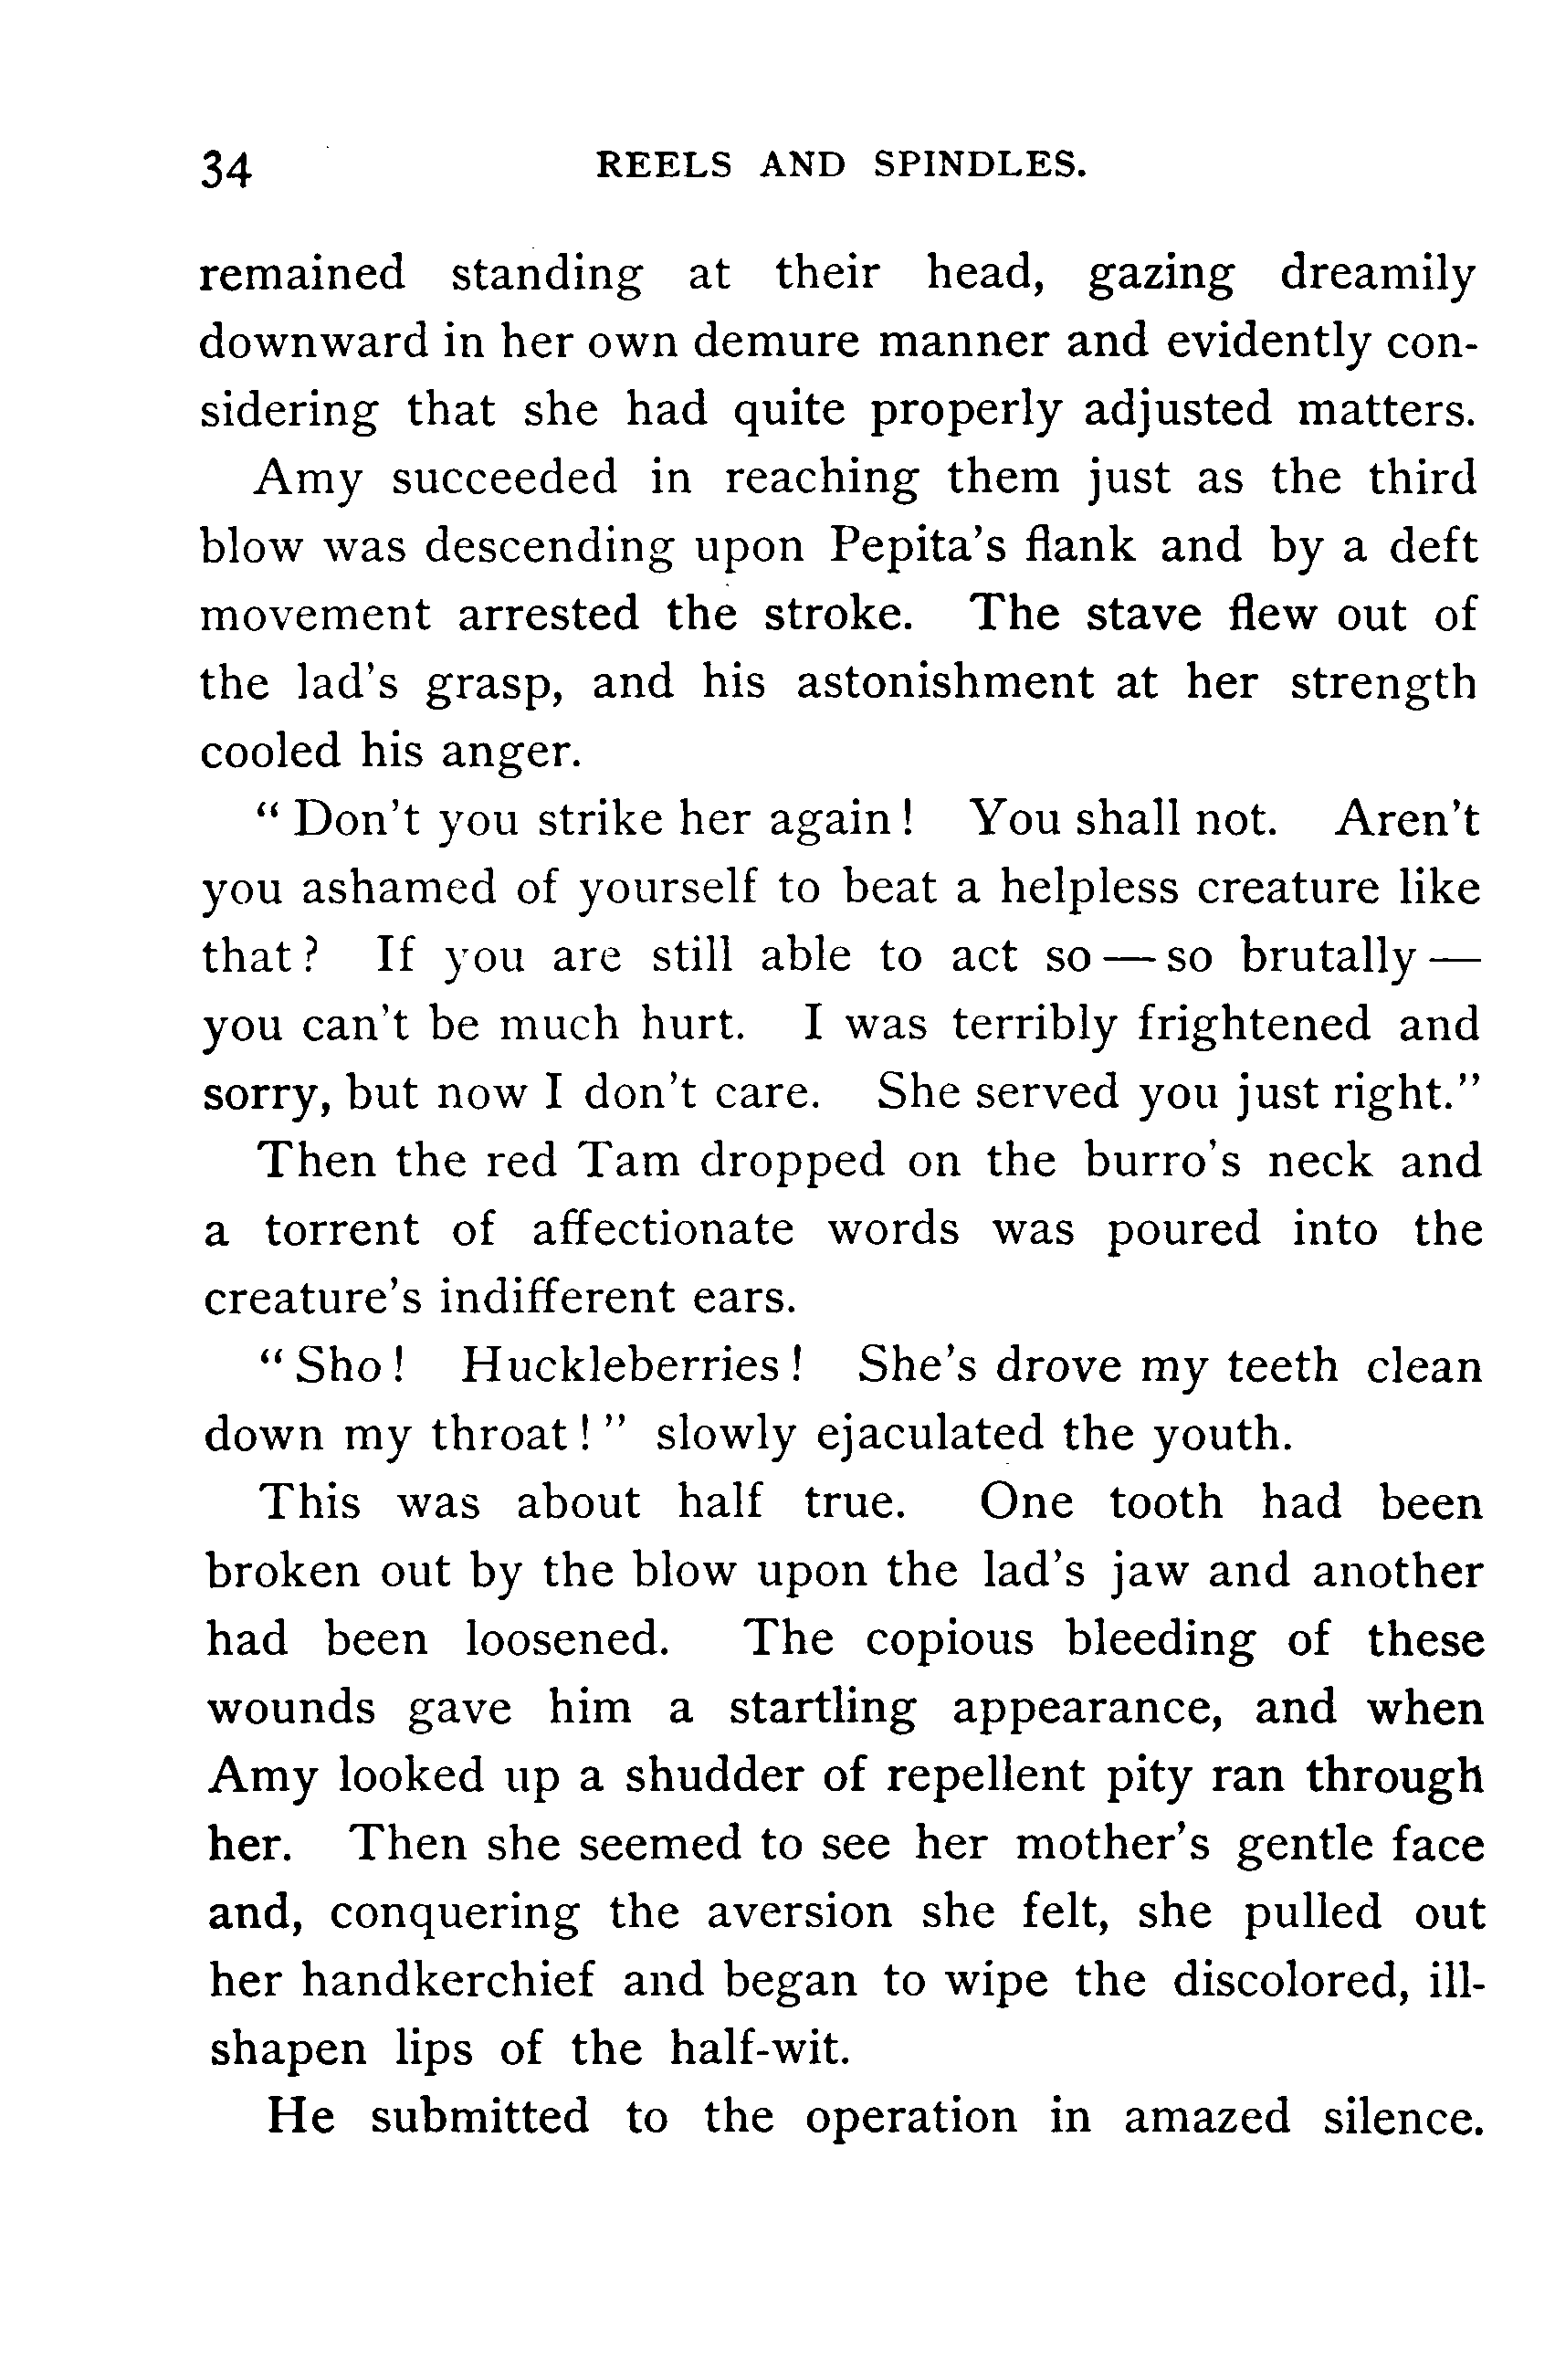 34 REELS AND SPINDLES.
remained standing at their head, gazing dreamily
downward in her own demure manner and evidently con-
sidering that she had quite properly adjusted matters.
Amy succeeded in reaching them just as the third
blow was descending upon Pepita's flank and by a deft
movement arrested the stroke. The stave flew out of
the lad's grasp, and his astonishment at her strength
cooled his anger.
“ Don't you strike her again ! You shall not. Aren't
you ashamed of yourself to beat a helpless creature like
that ? If you are still able to act so — so brutally —
you can't be much hurt. I was terribly frightened and
sorry, but now I don't care. She served you just right.”
Then the red Tam dropped on the burro's neck and
a torrent of affectionate words was poured into the
creature's indifferent ears.
“ Sho ! Huckleberries ! She's drove my teeth clean
down my throat ! ” slowly ejaculated the youth.
This was about half true. One tooth had been
broken out by the blow upon the lad's jaw and another
had been loosened. The copious bleeding of these
wounds gave him a startling appearance, and when
Amy looked up a shudder of repellent pity ran through
her. Then she seemed to see her mother's gentle face
and, conquering the aversion she felt, she pulled out
her handkerchief and began to wipe the discolored, ill-
shapen lips of the half-wit.
He submitted to the operation in amazed silence.